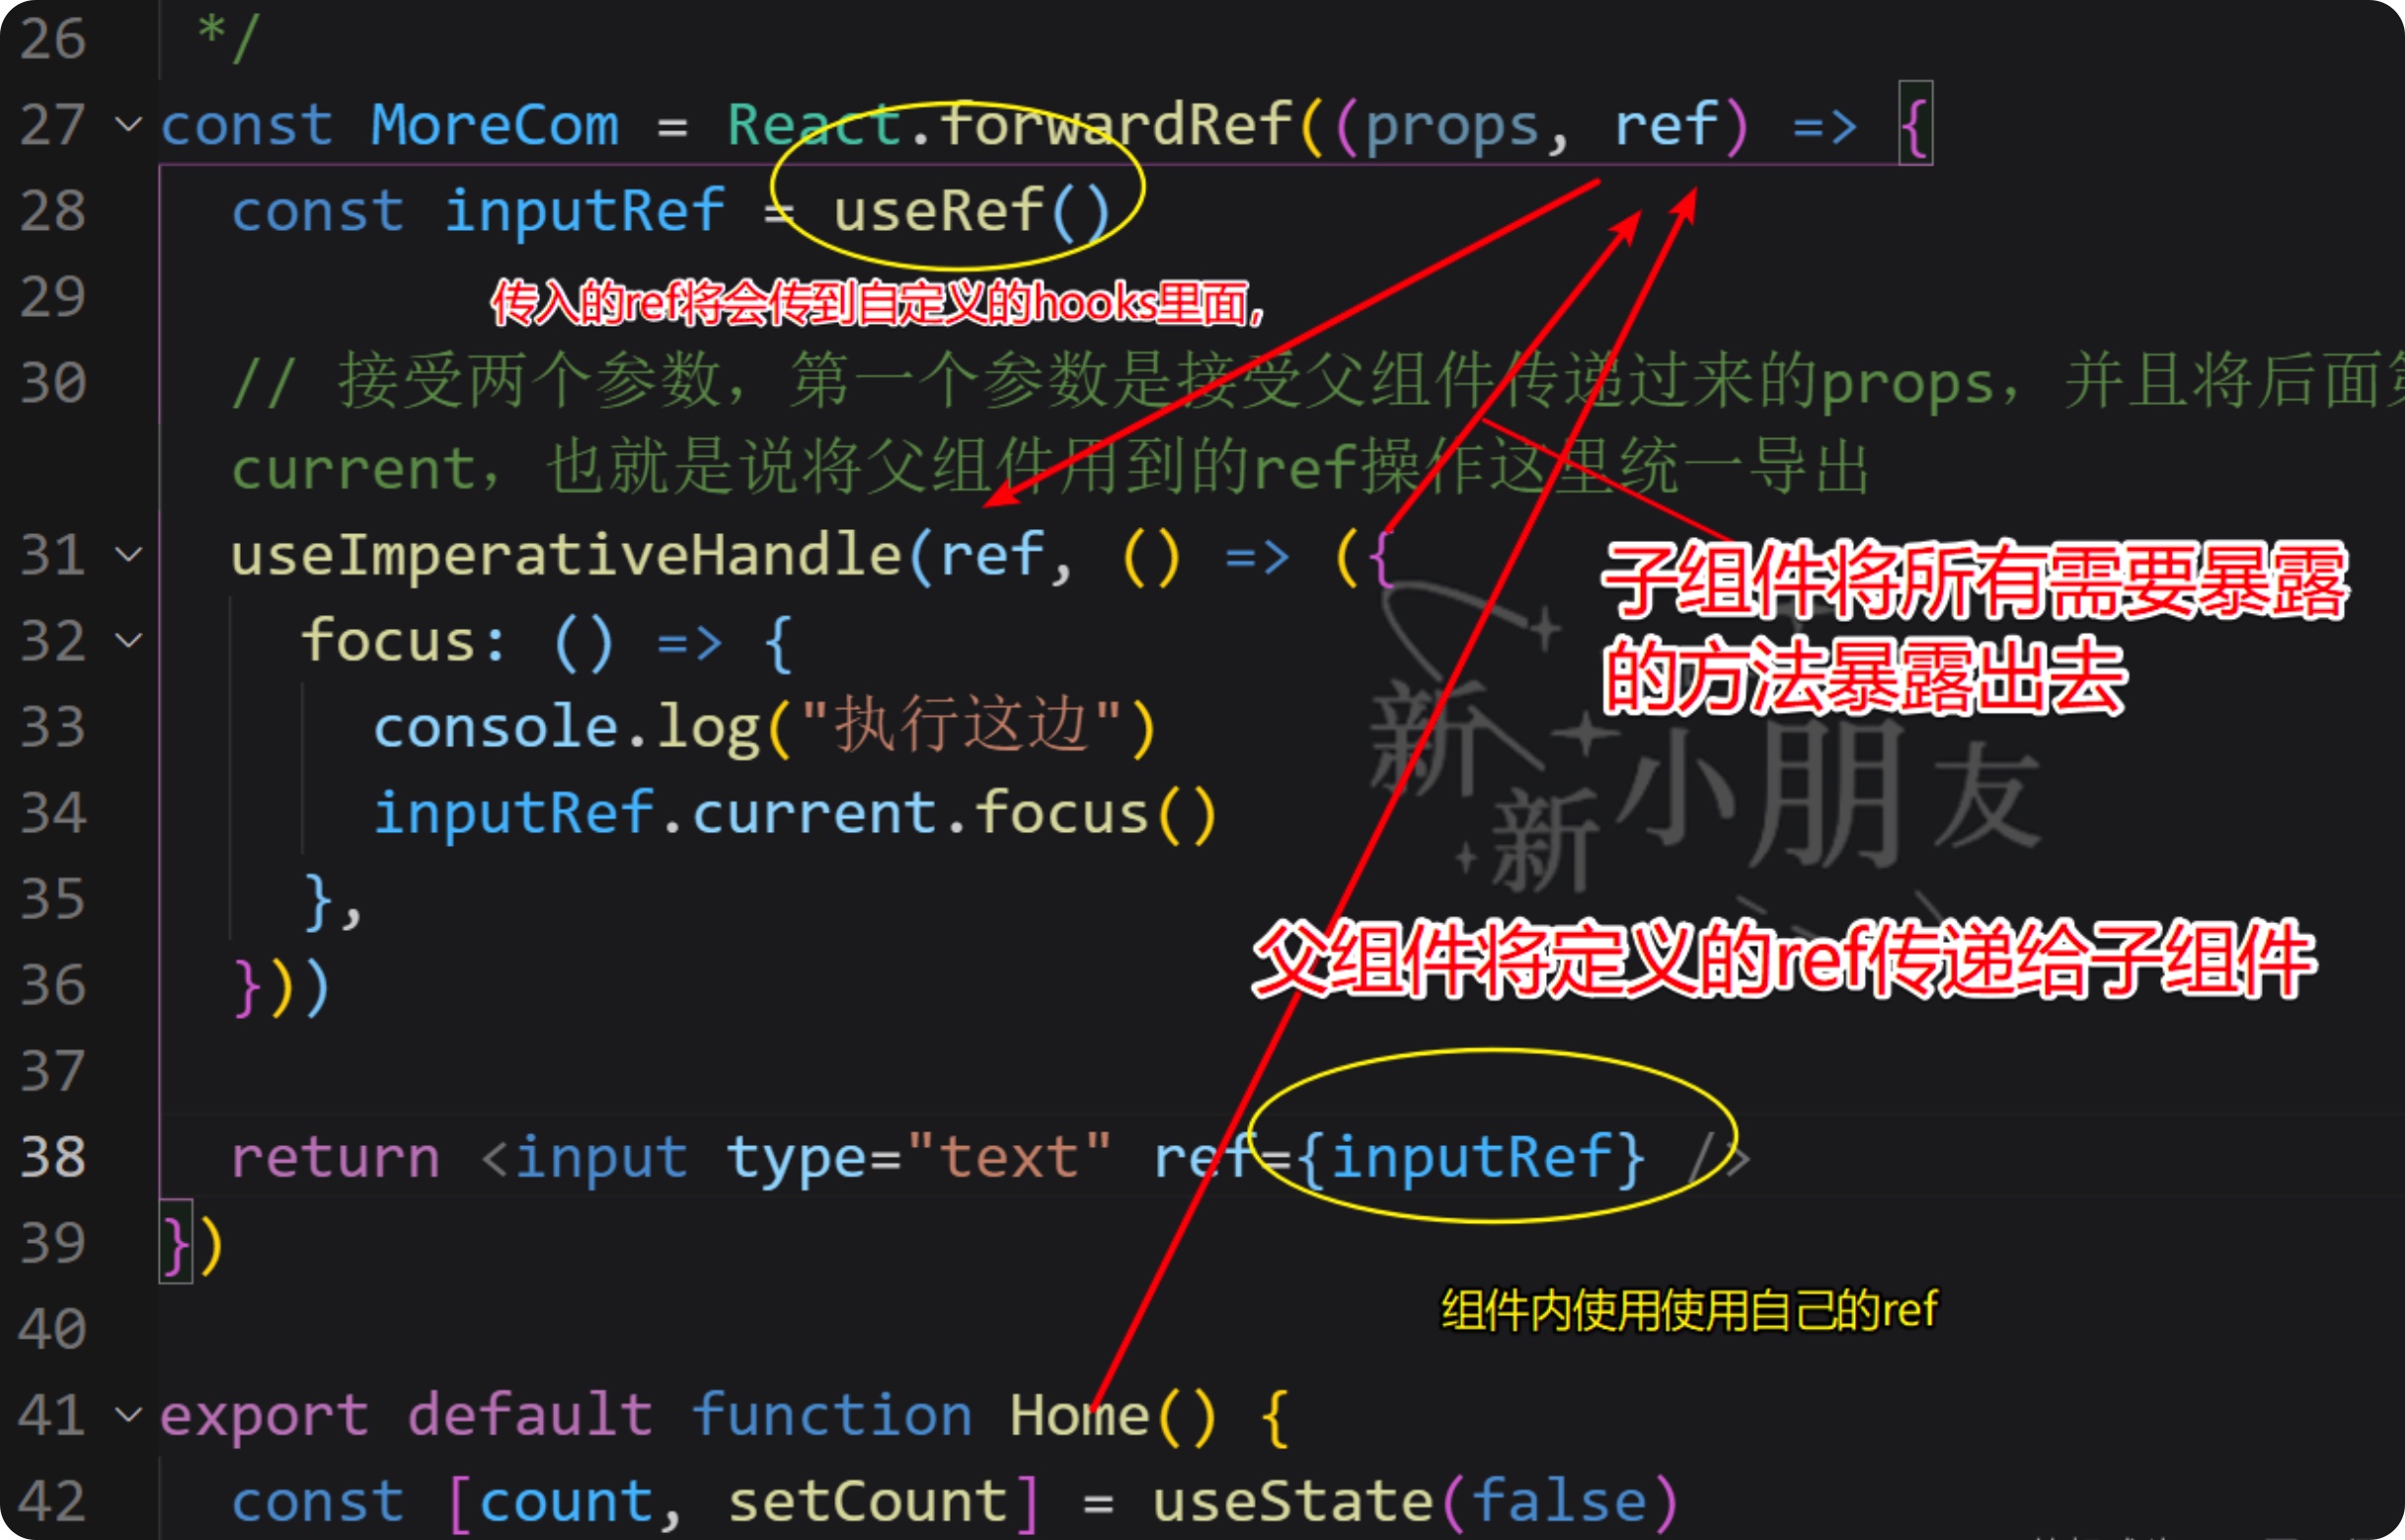 26 */
27 const MoreCom = React.forwardRef((props, ref) => {
28 const inputRef = useRef()
29
传入的ref将会传到自定义的hooks里面，
30 // 接受两个参数，第一个参数是接受父组件传递过来的props，并且将后面
current，也就是说将父组件用到的ref操作这里统一导出
31 useImperativeHandle(ref, () => ({
子组件将所有需要暴露
的方法暴露出去
32 focus: () => {
33 console.log("执行这边")
34 inputRef.current.focus()
新新小朋友
35 },
父组件将定义的ref传递给子组件
36 }))
37
38 return <input type="text" ref={inputRef} />
39 })
组件内使用使用自己的ref
40
41 export default function Home() {
42 const [count, setCount] = useState(false)